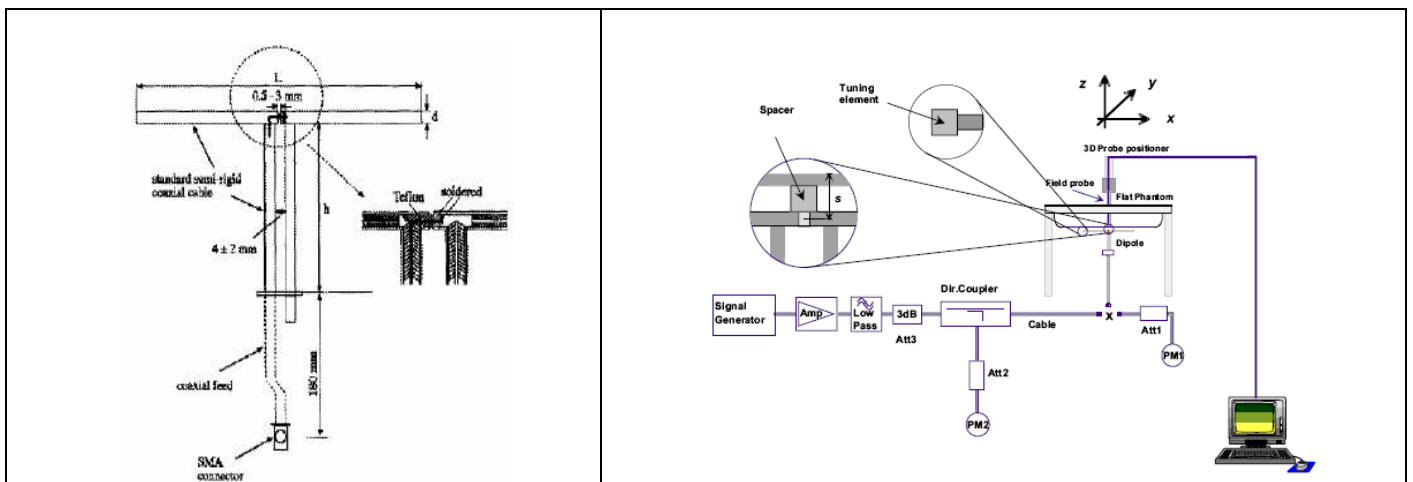 L
0.5-3 mm
d
standard semi-rigid
coaxial cable
h
Teflon
soldered
4 ± 2 mm
coaxial feed
180 mm
SMA
connector
Tuning
element
Spacer
s
z
y
x
3D Probe positioner
Field probe
Flat Phantom
Dipole
Signal
Generator
Amp
Low
Pass
3dB
Att3
Dir.Coupler
Cable
x
Att1
PM1
Att2
PM2